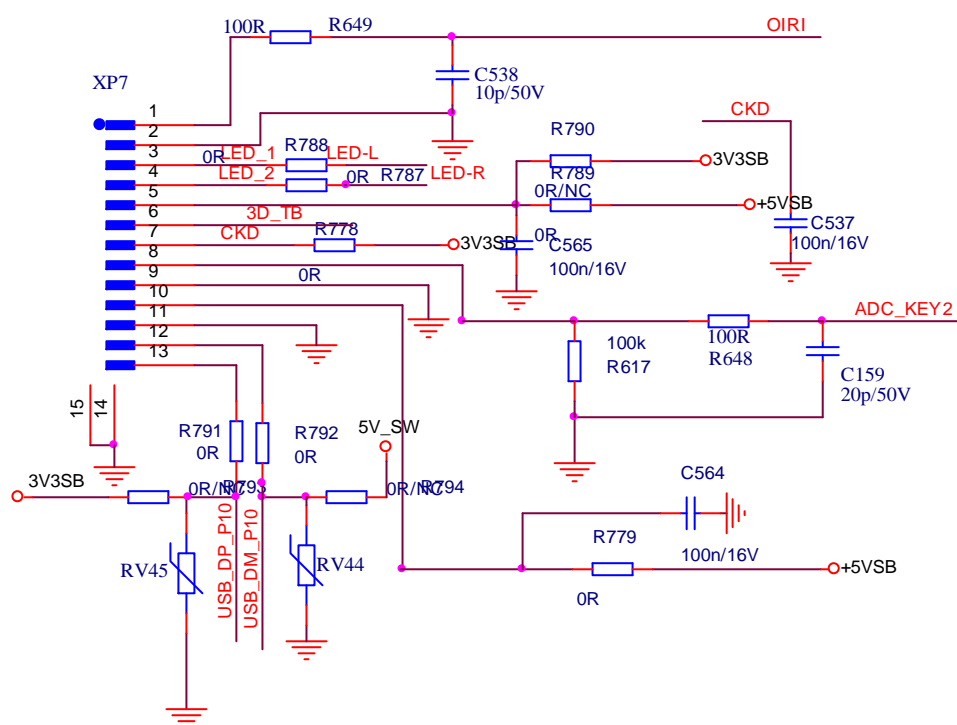 100R R649 OIRI
C538
10p/50V
XP7
1
2
3
4
5
6
7
8
9
10
11
12
13
CKD
R790
3V3SB
R788
0R LED_1 LED-L
LED_2 0R R787 LED-R
R789
0R/NC
+5VSB
3D_TB
CKD R778 3V3SB
0R
0R
C565
100n/16V
C537
100n/16V
ADC_KEY2
100k
R617
100R
R648
C159
20p/50V
15
14
R791
0R
R792
0R
5V_SW
3V3SB
0R/NC
R793
0R/NC
R794
C564
100n/16V
R779
0R
+5VSB
RV45
RV44
USB_DP_P10
USB_DM_P10